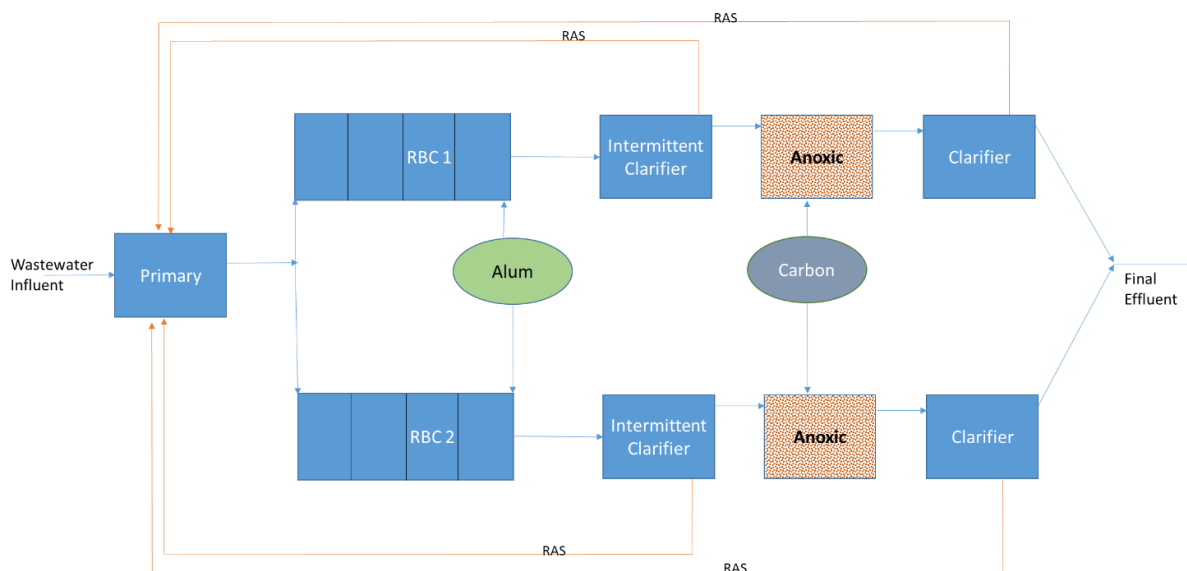 RAS
RAS
RBC 1
Intermittent
Clarifier
Anoxic
Clarifier
Wastewater
Influent
Primary
Alum
Carbon
Final
Effluent
RBC 2
Intermittent
Clarifier
Anoxic
Clarifier
RAS
RAS